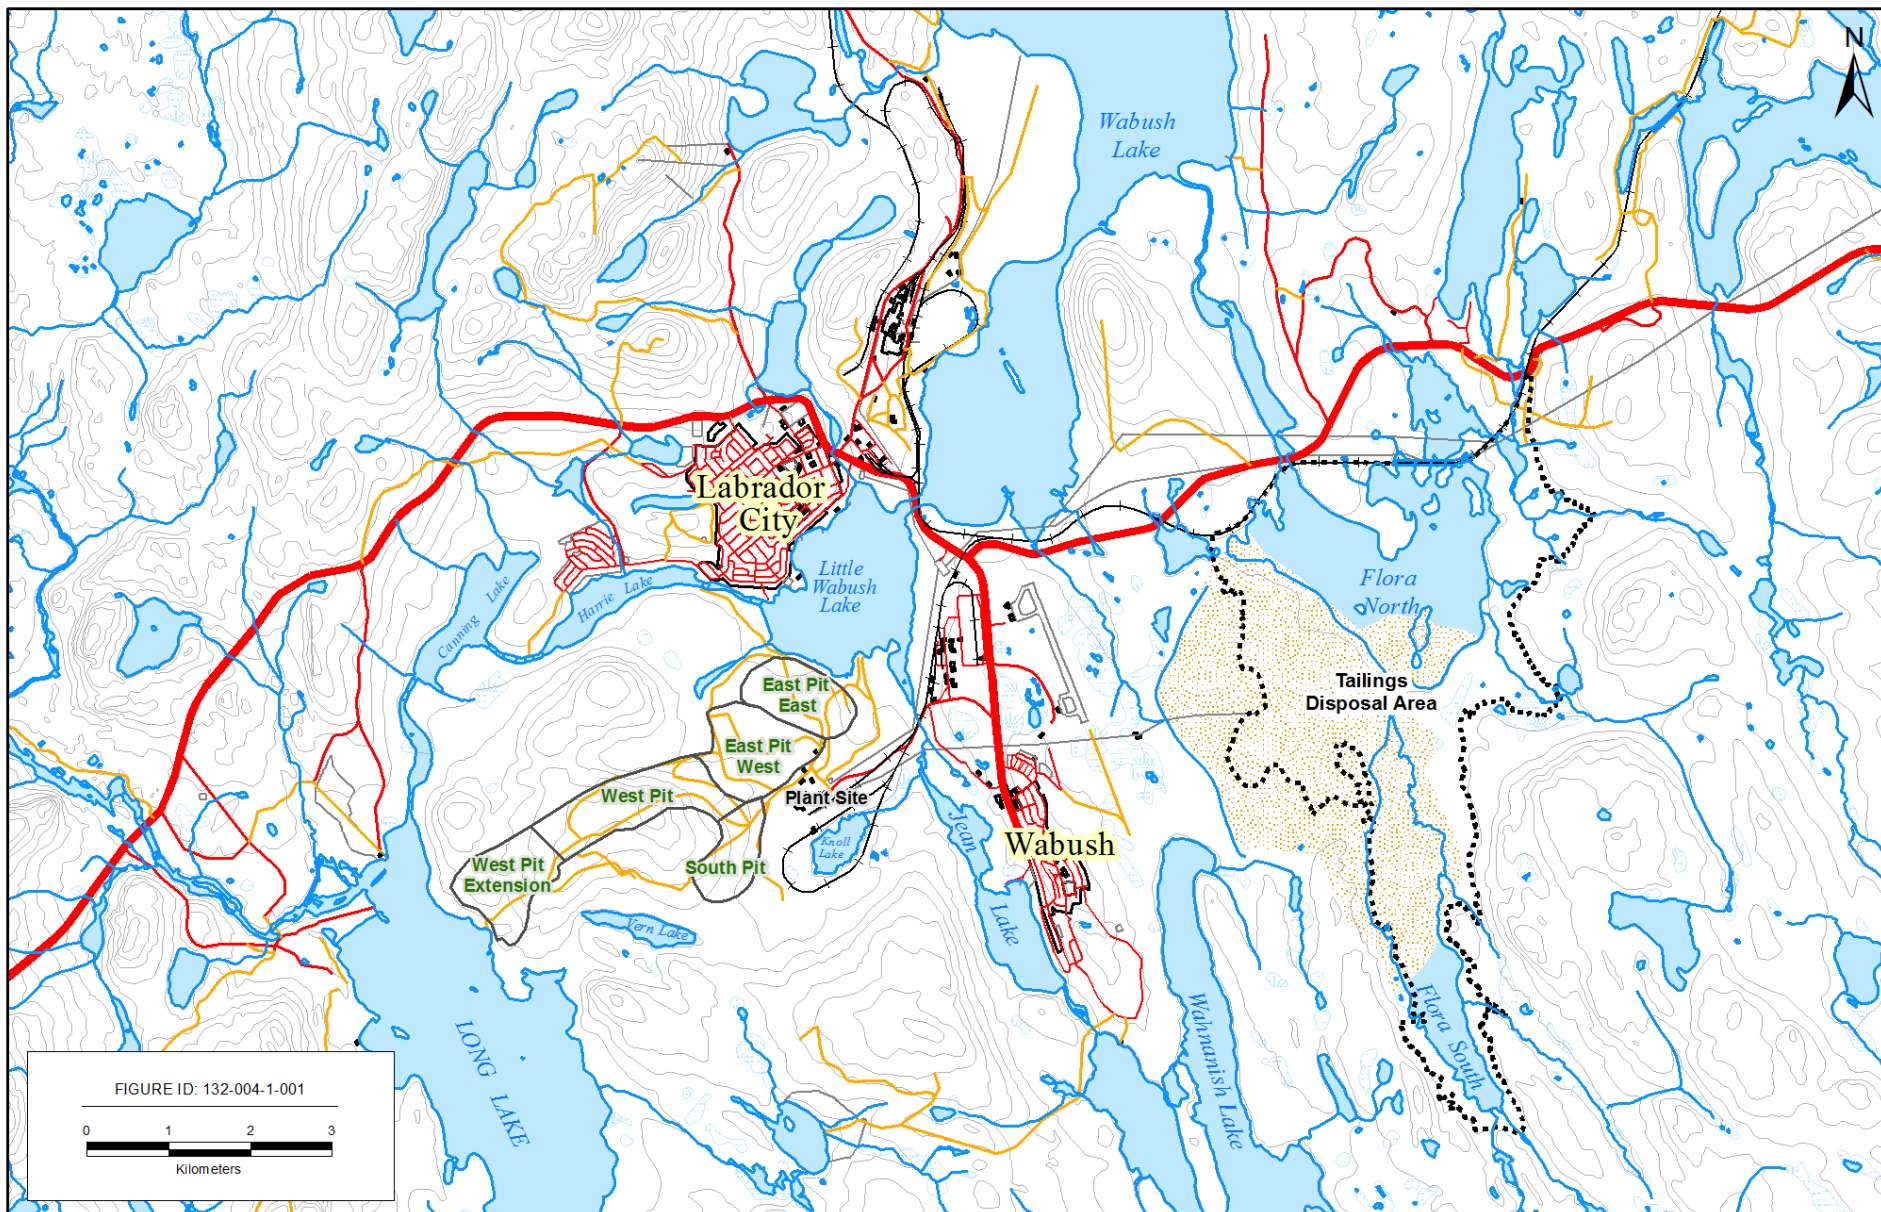 N
Wabush
Lake
Labrador
City
Little
Wabush
Lake
Canning Lake
Harrie Lake
Flora
North
East Pit
East
Tailings
Disposal Area
East Pit
West
West Pit
Plant Site
Knoll
Lake
Jean Lake
Wabush
West Pit
Extension
South Pit
Vern Lake
Wahnanish Lake
Flora South
LONG LAKE
FIGURE ID: 132-004-1-001
0 1 2 3
Kilometers